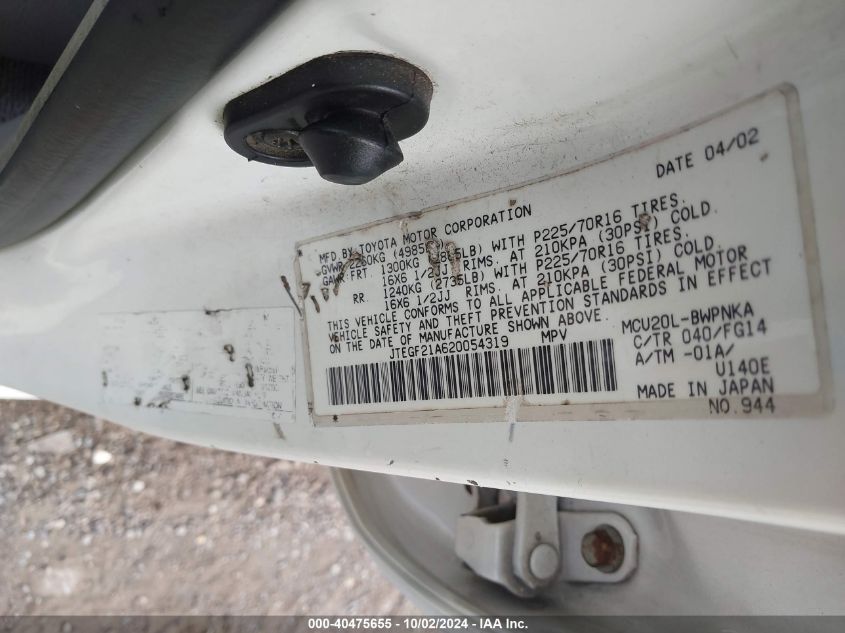 DATE 04/02
MFD BY TOYOTA MOTOR CORPORATION
GVWR KG
GAWR FRT. 1300KG WITH P225/70R16 TIRES.
16X6 1/2JJ RIMS. AT 210KPA (30PSI) COLD.
RR. 1240KG (2735LB) WITH P225/70R16 TIRES.
16X6 1/2JJ RIMS. AT 210KPA (30PSI) COLD.
THIS VEHICLE CONFORMS TO ALL APPLICABLE FEDERAL MOTOR
VEHICLE SAFETY AND THEFT PREVENTION STANDARDS IN EFFECT
ON THE DATE OF MANUFACTURE SHOWN ABOVE.
JTEGF21A620054319 MPV
MCU20L-BWPNKA
C/TR 040/FG14
A/TM -01A/
U140E
MADE IN JAPAN
NO.944
000-40475655 - 10/02/2024 - IAA Inc.